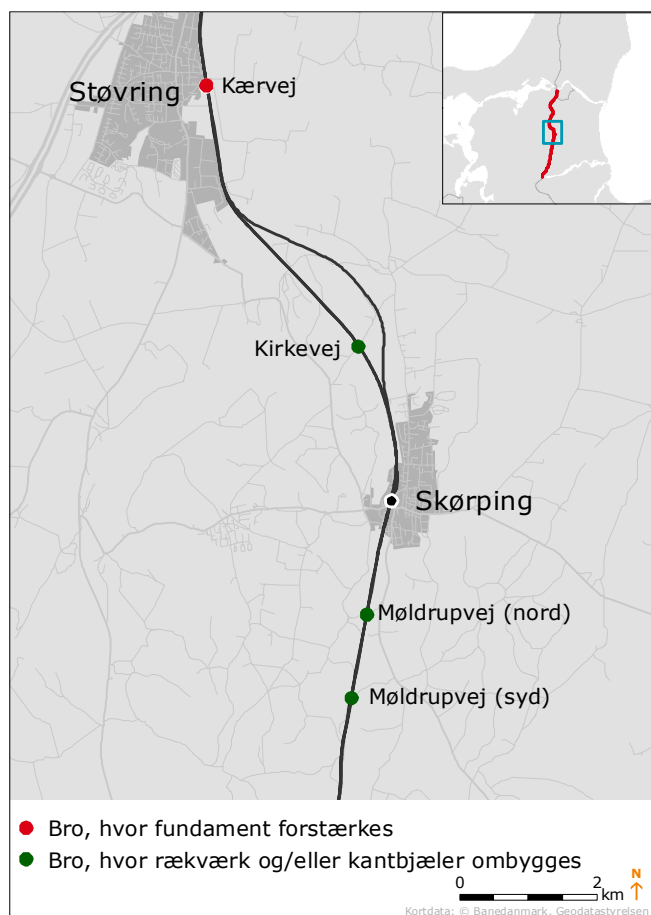 Støvring
Kærvej
Kirkevej
Skørping
Møldrupvej (nord)
Møldrupvej (syd)
Bro, hvor fundament forstærkes
Bro, hvor rækværk og/eller kantbjæler ombygges
0 2 km
N
Kortdata: © Banedanmark, Geodatastyrelsen